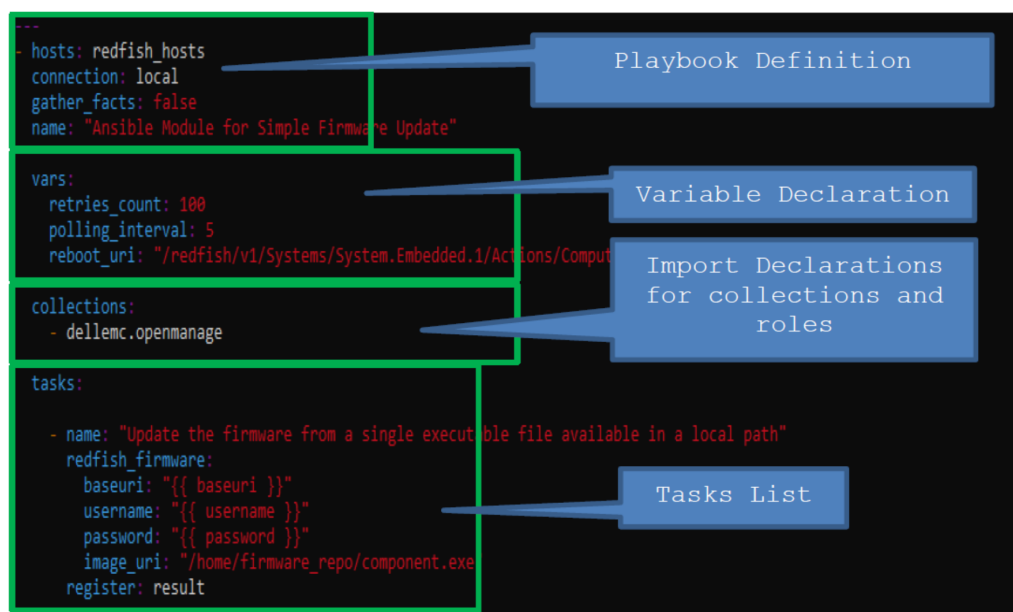 ---
- hosts: redfish_hosts
connection: local
gather_facts: false
name: "Ansible Module for Simple Firmware Update"
Playbook Definition
vars:
retries_count: 100
polling_interval: 5
reboot_uri: "/redfish/v1/Systems/System.Embedded.1/Actions/Comput
Variable Declaration
collections:
- dellemc.openmanage
Import Declarations
for collections and
roles
tasks:
- name: "Update the firmware from a single executable file available in a local path"
redfish_firmware:
baseuri: "{{ baseuri }}"
username: "{{ username }}"
password: "{{ password }}"
image_uri: "/home/firmware_repo/component.exe
register: result
Tasks List